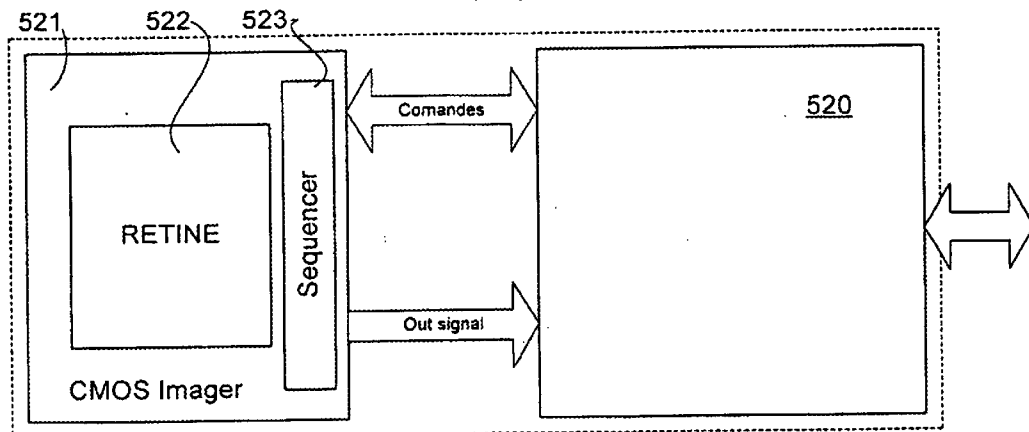 521
522
523
Comandes
520
RETINE
Sequencer
Out signal
CMOS Imager